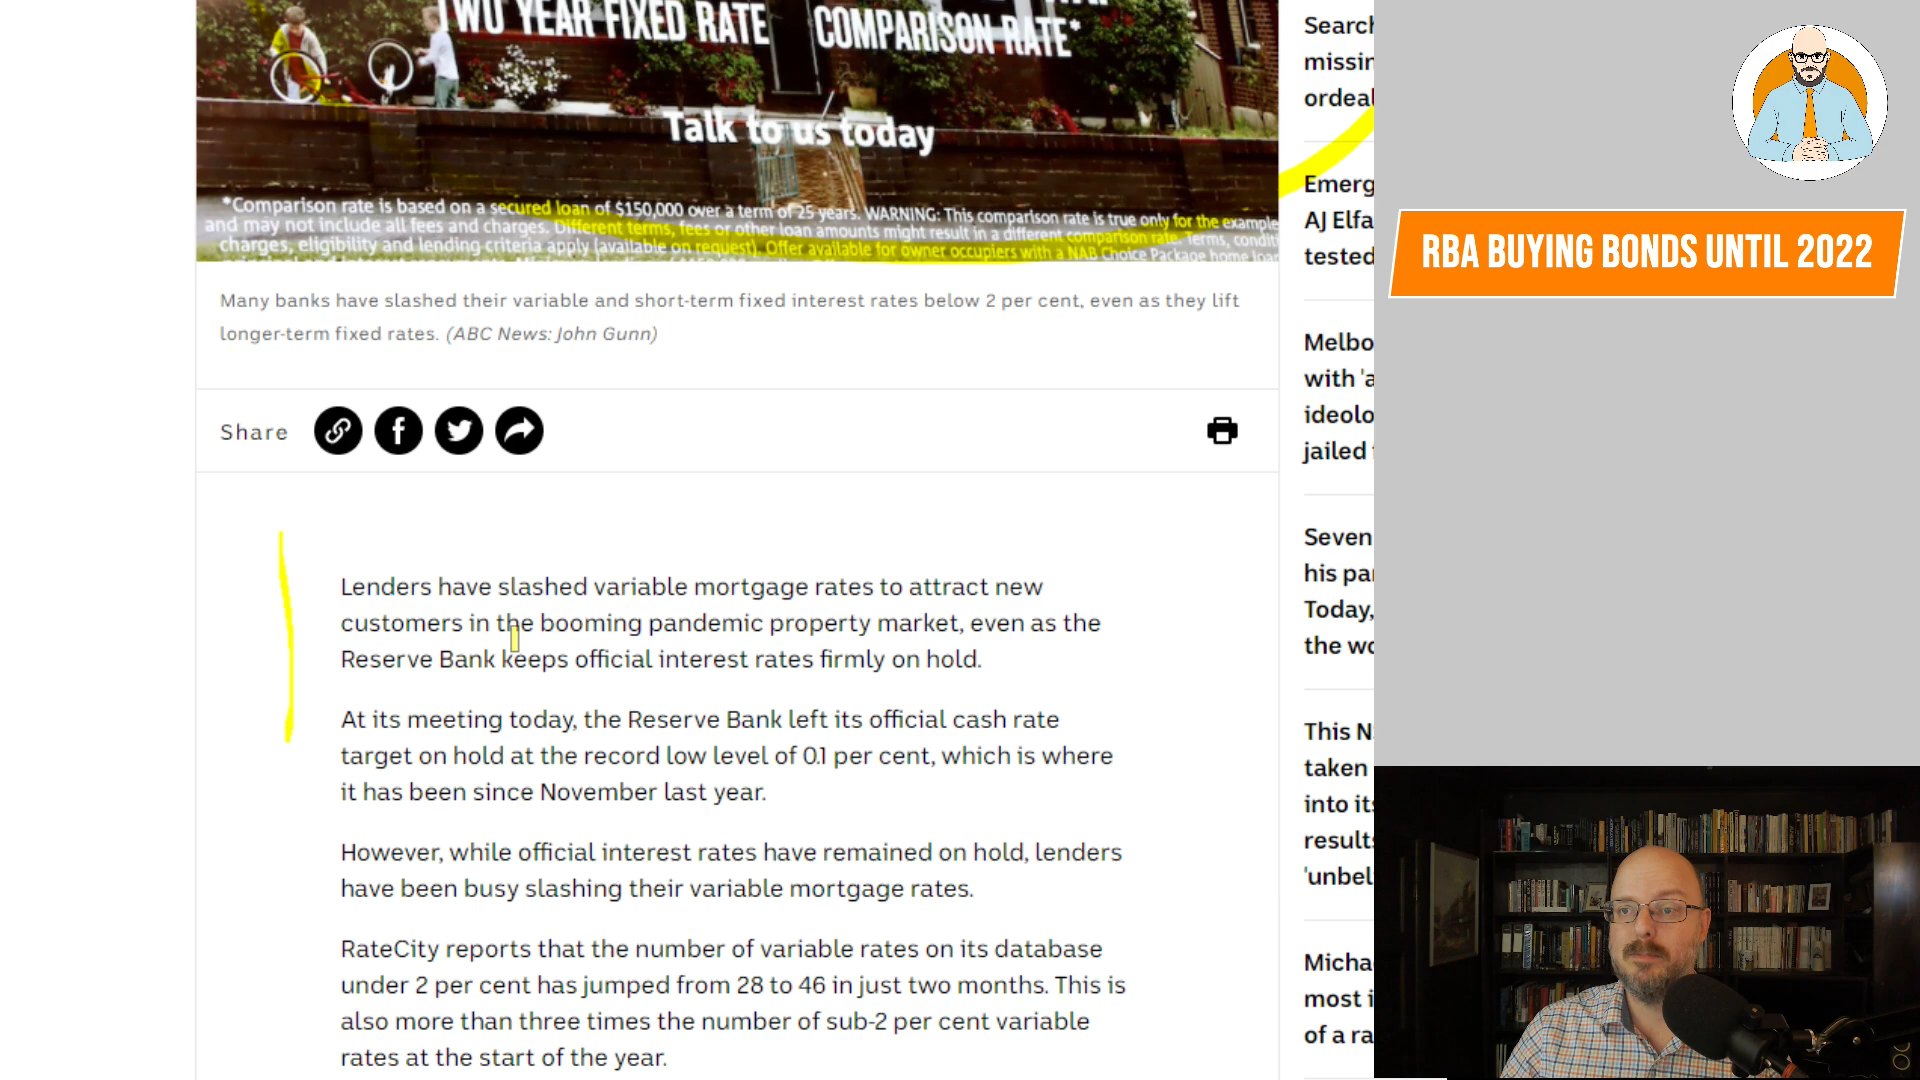 TWO YEAR FIXED RATE COMPARISON RATE*
Talk to us today
*Comparison rate is based on a secured loan of $150,000 over a term of 25 years. WARNING: This comparison rate is true only for the example
and may not include all fees and charges. Different terms, fees or other loan amounts might result in a different comparison rate. Terms, conditi
charges, eligibility and lending criteria apply (available on request). Offer available for owner occupiers with a NAB Choice Package home loan
Many banks have slashed their variable and short-term fixed interest rates below 2 per cent, even as they lift
longer-term fixed rates. (ABC News: John Gunn)
Share
Lenders have slashed variable mortgage rates to attract new
customers in the booming pandemic property market, even as the
Reserve Bank keeps official interest rates firmly on hold.
At its meeting today, the Reserve Bank left its official cash rate
target on hold at the record low level of 0.1 per cent, which is where
it has been since November last year.
However, while official interest rates have remained on hold, lenders
have been busy slashing their variable mortgage rates.
RateCity reports that the number of variable rates on its database
under 2 per cent has jumped from 28 to 46 in just two months. This is
also more than three times the number of sub-2 per cent variable
rates at the start of the year.
Search
missin
ordeal
Emerg
AJ Elfa
tested
Melbo
with 'a
ideolo
jailed
Seven
his pa
Today,
the wo
This N
taken
into it
result
'unbel
Micha
most i
of a ra
RBA BUYING BONDS UNTIL 2022